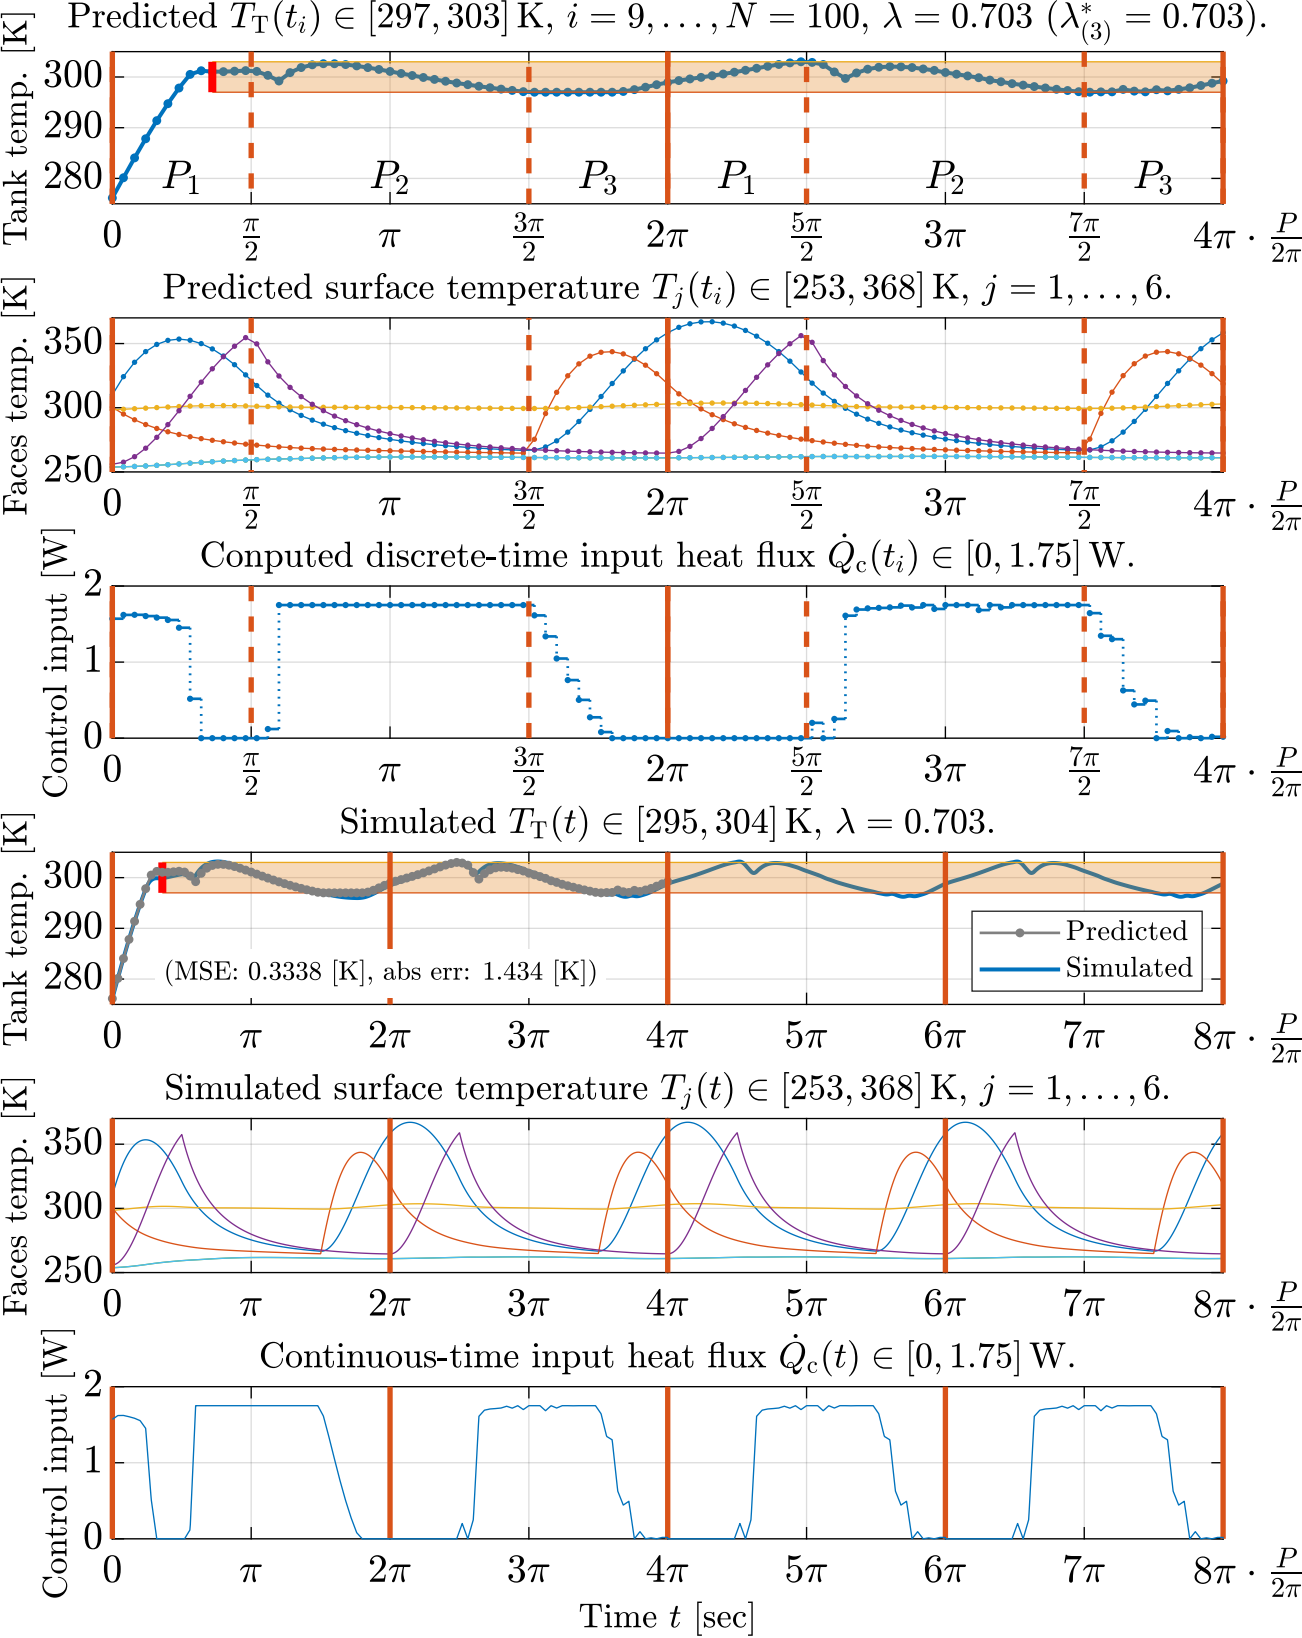 Predicted T_T(t_i) ∈ [297, 303] K, i = 9, …, N = 100, λ = 0.703 (λ*_(3) = 0.703).
Tank temp. [K]
300
290
280
P_1 P_2 P_3 P_1 P_2 P_3
0 π/2 π 3π/2 2π 5π/2 3π 7π/2 4π · P/2π
Predicted surface temperature T_j(t_i) ∈ [253, 368] K, j = 1, …, 6.
Faces temp. [K]
350
300
250
0 π/2 π 3π/2 2π 5π/2 3π 7π/2 4π · P/2π
Conputed discrete-time input heat flux Q̇_c(t_i) ∈ [0, 1.75] W.
Control input [W]
2
1
0
0 π/2 π 3π/2 2π 5π/2 3π 7π/2 4π · P/2π
Simulated T_T(t) ∈ [295, 304] K, λ = 0.703.
Tank temp. [K]
300
290
280
Predicted
Simulated
(MSE: 0.3338 [K], abs err: 1.434 [K])
0 π 2π 3π 4π 5π 6π 7π 8π · P/2π
Simulated surface temperature T_j(t) ∈ [253, 368] K, j = 1, …, 6.
Faces temp. [K]
350
300
250
0 π 2π 3π 4π 5π 6π 7π 8π · P/2π
Continuous-time input heat flux Q̇_c(t) ∈ [0, 1.75] W.
Control input [W]
2
1
0
0 π 2π 3π 4π 5π 6π 7π 8π · P/2π
Time t [sec]